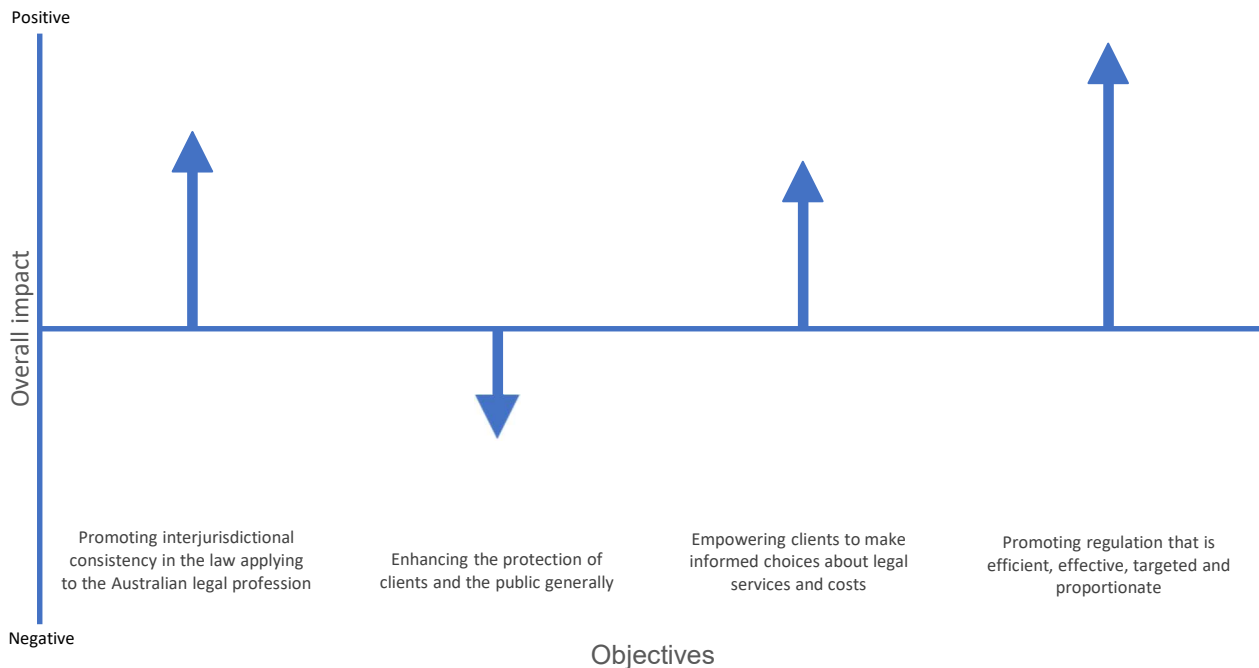 Positive
Overall impact
Promoting interjurisdictional
consistency in the law applying
to the Australian legal profession
Enhancing the protection of
clients and the public generally
Empowering clients to make
informed choices about legal
services and costs
Promoting regulation that is
efficient, effective, targeted and
proportionate
Negative
Objectives